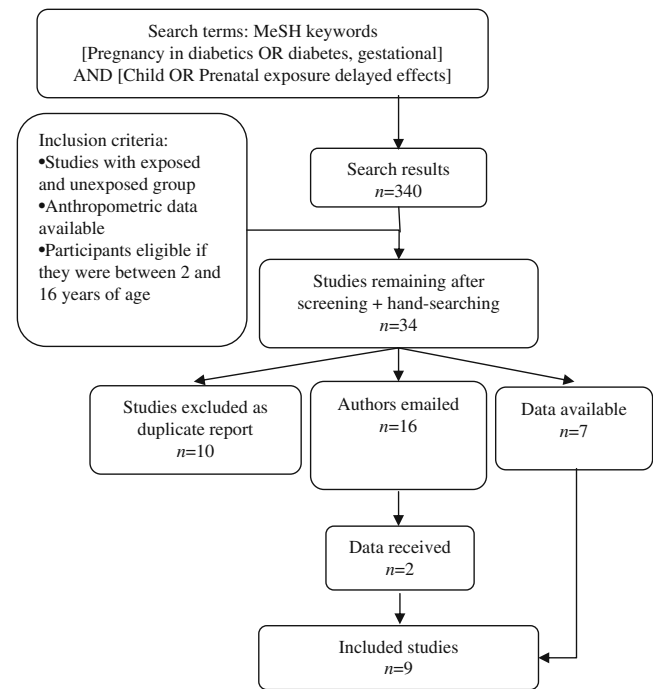 Search terms: MeSH keywords
[Pregnancy in diabetics OR diabetes, gestational]
AND [Child OR Prenatal exposure delayed effects]
Inclusion criteria:
•Studies with exposed
and unexposed group
•Anthropometric data
available
•Participants eligible if
they were between 2 and
16 years of age
Search results
n=340
Studies remaining after
screening + hand-searching
n=34
Studies excluded as
duplicate report
n=10
Authors emailed
n=16
Data available
n=7
Data received
n=2
Included studies
n=9